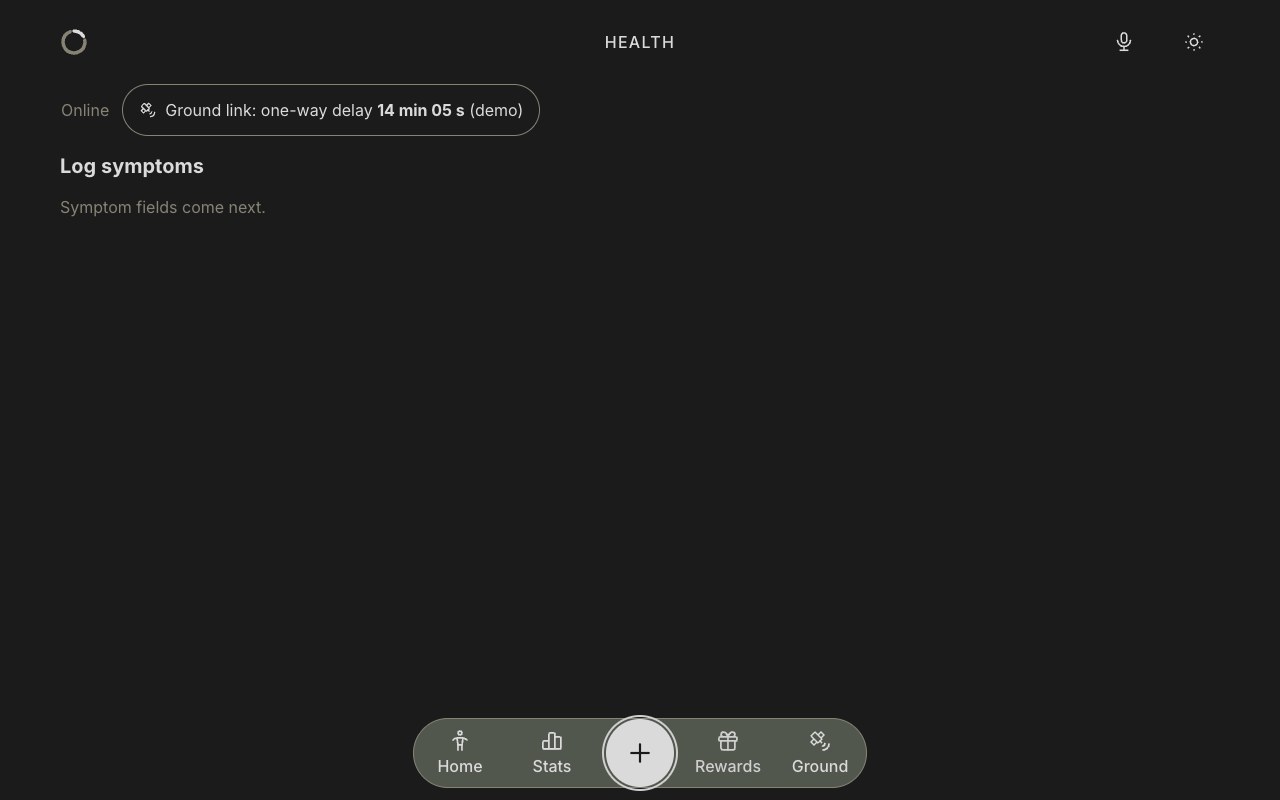 HEALTH
Online
Ground link: one-way delay 14 min 05 s (demo)
Log symptoms
Symptom fields come next.
Home
Stats
Rewards
Ground